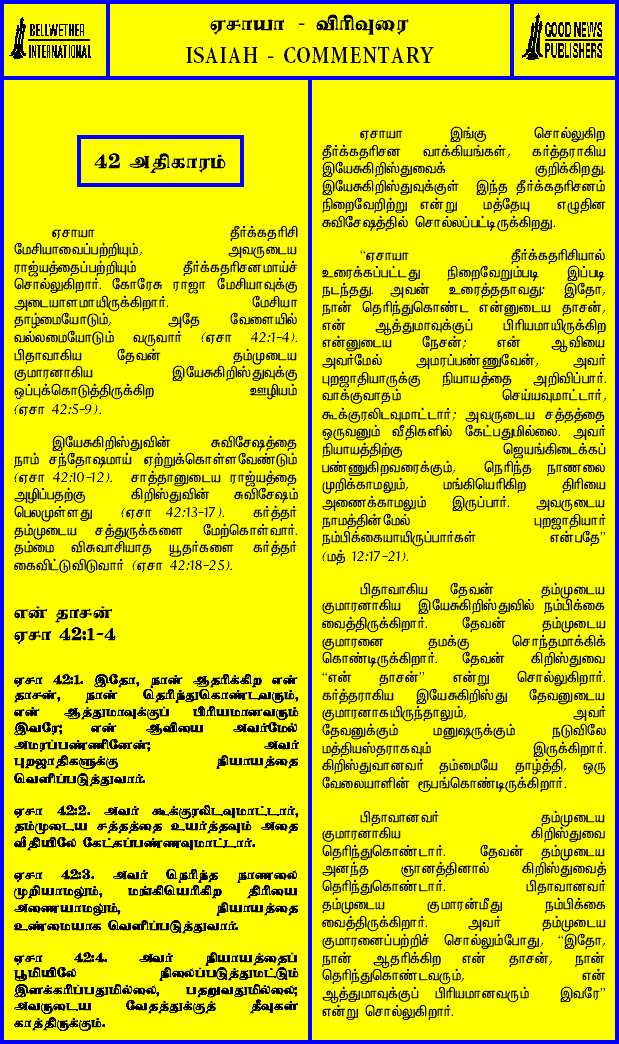 BELLWETHER
INTERNATIONAL
ஏசாயா - விரிவுரை
ISAIAH - COMMENTARY
GOOD NEWS
PUBLISHERS
42 அதிகாரம்
ஏசாயா தீர்க்கதரிசி
மேசியாவைப்பற்றியும், அவருடைய
ராஜ்யத்தைப்பற்றியும் தீர்க்கதரிசனமாய்ச்
சொல்லுகிறார். கோரேசு ராஜா மேசியாவுக்கு
அடையாளமாயிருக்கிறார். மேசியா
தாழ்மையோடும், அதே வேளையில்
வல்லமையோடும் வருவார் (ஏசா 42:1-4).
பிதாவாகிய தேவன் தம்முடைய
குமாரனாகிய இயேசுகிறிஸ்துவுக்கு
ஒப்புக்கொடுத்திருக்கிற ஊழியம்
(ஏசா 42:5-9).
இயேசுகிறிஸ்துவின் சுவிசேஷத்தை
நாம் சந்தோஷமாய் ஏற்றுக்கொள்ளவேண்டும்
(ஏசா 42:10-12). சாத்தானுடைய ராஜ்யத்தை
அழிப்பதற்கு கிறிஸ்துவின் சுவிசேஷம்
பெலமுள்ளது (ஏசா 42:13-17). கர்த்தர்
தம்முடைய சத்துருக்களை மேற்கொள்வார்.
தம்மை விசுவாசியாத யூதர்களை கர்த்தர்
கைவிட்டுவிடுவார் (ஏசா 42:18-25).
என் தாசன்
ஏசா 42:1-4
ஏசா 42:1. இதோ, நான் ஆதரிக்கிற என்
தாசன், நான் தெரிந்துகொண்டவரும்,
என் ஆத்துமாவுக்குப் பிரியமானவரும்
இவரே; என் ஆவியை அவர்மேல்
அமரப்பண்ணினேன்; அவர்
புறஜாதிகளுக்கு நியாயத்தை
வெளிப்படுத்துவார்.
ஏசா 42:2. அவர் கூக்குரலிடவுமாட்டார்,
தம்முடைய சத்தத்தை உயர்த்தவும் அதை
வீதியிலே கேட்கப்பண்ணவுமாட்டார்.
ஏசா 42:3. அவர் நெரிந்த நாணலை
முறியாமலும், மங்கியெரிகிற திரியை
அணையாமலும், நியாயத்தை
உண்மையாக வெளிப்படுத்துவார்.
ஏசா 42:4. அவர் நியாயத்தைப்
பூமியிலே நிலைப்படுத்துமட்டும்
இளக்கரிப்பதுமில்லை, பதறுவதுமில்லை;
அவருடைய வேதத்துக்குத் தீவுகள்
காத்திருக்கும்.
ஏசாயா இங்கு சொல்லுகிற
தீர்க்கதரிசன வாக்கியங்கள், கர்த்தராகிய
இயேசுகிறிஸ்துவைக் குறிக்கிறது.
இயேசுகிறிஸ்துவுக்குள் இந்த தீர்க்கதரிசனம்
நிறைவேறிற்று என்று மத்தேயு எழுதின
சுவிசேஷத்தில் சொல்லப்பட்டிருக்கிறது.
“ஏசாயா தீர்க்கதரிசியால்
உரைக்கப்பட்டது நிறைவேறும்படி இப்படி
நடந்தது. அவன் உரைத்ததாவது: இதோ,
நான் தெரிந்துகொண்ட என்னுடைய தாசன்,
என் ஆத்துமாவுக்குப் பிரியமாயிருக்கிற
என்னுடைய நேசன்; என் ஆவியை
அவர்மேல் அமரப்பண்ணுவேன், அவர்
புறஜாதியாருக்கு நியாயத்தை அறிவிப்பார்.
வாக்குவாதம் செய்யவுமாட்டார்,
கூக்குரலிடவுமாட்டார்; அவருடைய சத்தத்தை
ஒருவனும் வீதிகளில் கேட்பதுமில்லை. அவர்
நியாயத்திற்கு ஜெயங்கிடைக்கப்
பண்ணுகிறவரைக்கும், நெரிந்த நாணலை
முறிக்காமலும், மங்கியெரிகிற திரியை
அணைக்காமலும் இருப்பார். அவருடைய
நாமத்தின்மேல் புறஜாதியார்
நம்பிக்கையாயிருப்பார்கள் என்பதே”
(மத் 12:17-21).
பிதாவாகிய தேவன் தம்முடைய
குமாரனாகிய இயேசுகிறிஸ்துவில் நம்பிக்கை
வைத்திருக்கிறார். தேவன் தம்முடைய
குமாரனை தமக்கு சொந்தமாக்கிக்
கொண்டிருக்கிறார். தேவன் கிறிஸ்துவை
“என் தாசன்” என்று சொல்லுகிறார்.
கர்த்தராகிய இயேசுகிறிஸ்து தேவனுடைய
குமாரனாகயிருந்தாலும், அவர்
தேவனுக்கும் மனுஷருக்கும் நடுவிலே
மத்தியஸ்தராகவும் இருக்கிறார்.
கிறிஸ்துவானவர் தம்மையே தாழ்த்தி, ஒரு
வேலையாளின் ரூபங்கொண்டிருக்கிறார்.
பிதாவானவர் தம்முடைய
குமாரனாகிய கிறிஸ்துவை
தெரிந்துகொண்டார். தேவன் தம்முடைய
அனந்த ஞானத்தினால் கிறிஸ்துவைத்
தெரிந்துகொண்டார். பிதாவானவர்
தம்முடைய குமாரன்மீது நம்பிக்கை
வைத்திருக்கிறார். அவர் தம்முடைய
குமாரனைப்பற்றிச் சொல்லும்போது, “இதோ,
நான் ஆதரிக்கிற என் தாசன், நான்
தெரிந்துகொண்டவரும், என்
ஆத்துமாவுக்குப் பிரியமானவரும் இவரே”
என்று சொல்லுகிறார்.